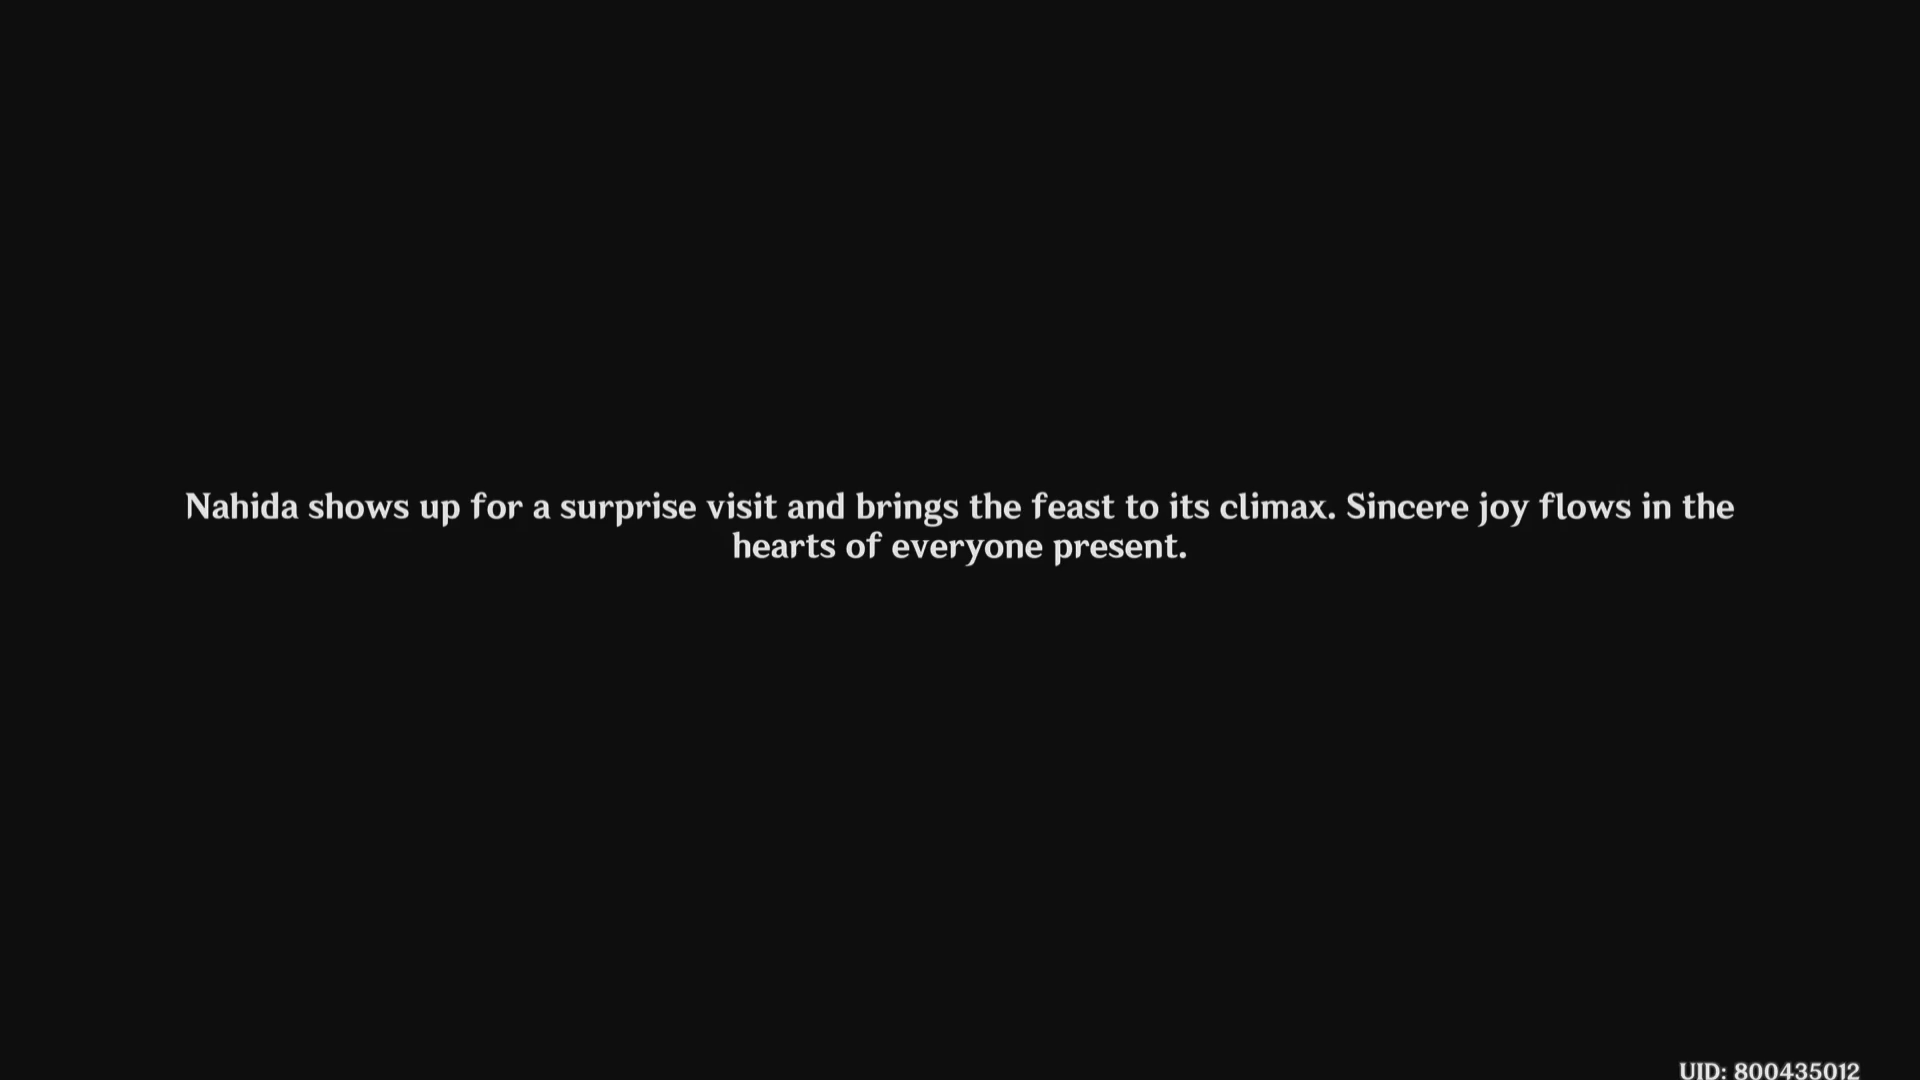 Nahida shows up for a surprise visit and brings the feast to its climax. Sincere joy flows in the
hearts of everyone present.
UID: 800435012